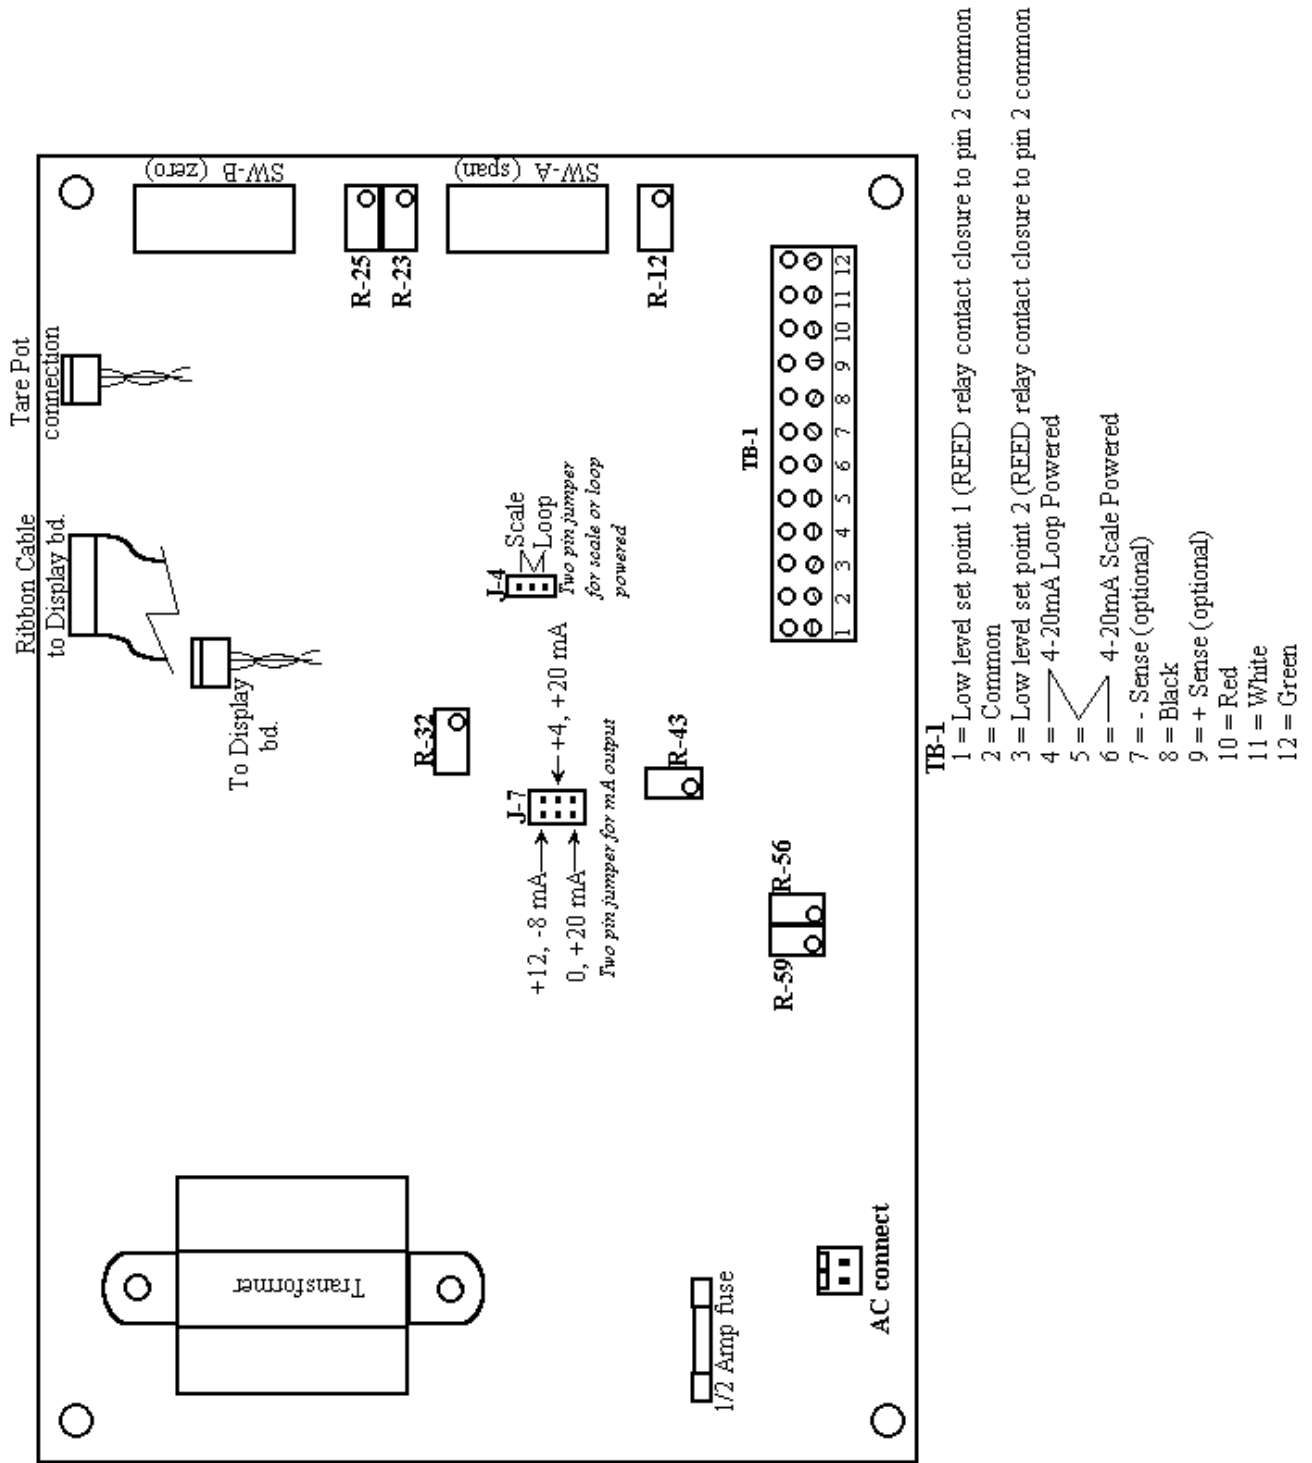 Tare Pot
connection
Ribbon Cable
to Display bd.
To Display
bd.
SW-B (zero)
R-25
R-23
SW-A (span)
R-12
J-4
Scale
Loop
Two pin jumper
for scale or loop
powered
R-32
J-7
+12, -8 mA
+4, +20 mA
0, +20 mA
Two pin jumper for mA output
R-43
R-56
R-59
TB-1
1 2 3 4 5 6 7 8 9 10 11 12
Transformer
1/2 Amp fuse
AC connect
TB-1
1 = Low level set point 1 (REED relay contact closure to pin 2 common
2 = Common
3 = Low level set point 2 (REED relay contact closure to pin 2 common
4 = 4-20mA Loop Powered
5 =
6 = 4-20mA Scale Powered
7 = - Sense (optional)
8 = Black
9 = + Sense (optional)
10 = Red
11 = White
12 = Green